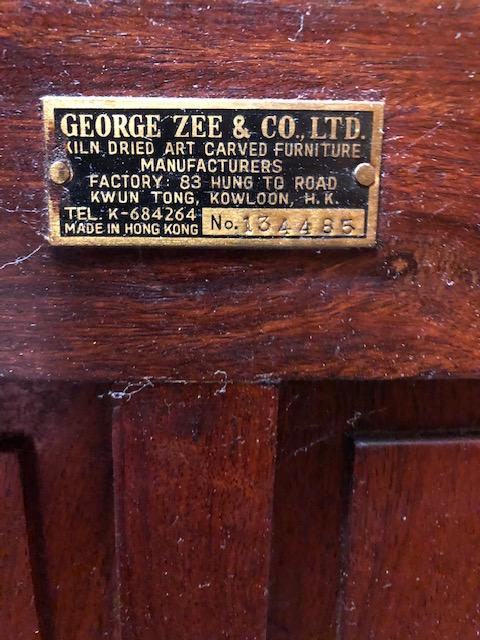 GEORGE ZEE & CO., LTD.
KILN DRIED ART CARVED FURNITURE
MANUFACTURERS
FACTORY: 83 HUNG TO ROAD
KWUN TONG, KOWLOON, H.K.
TEL: K-684264
MADE IN HONG KONG
No. 134485